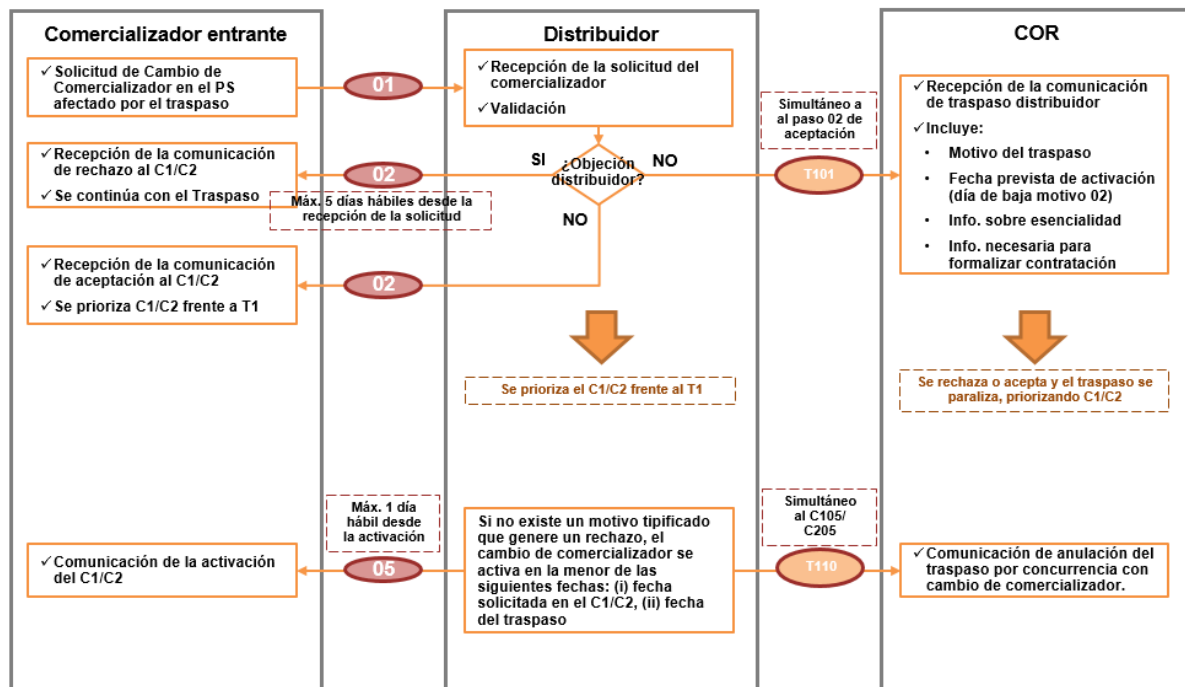 Comercializador entrante
✓Solicitud de Cambio de
Comercializador en el PS
afectado por el traspaso
01
✓Recepción de la comunicación
de rechazo al C1/C2
✓Se continúa con el Traspaso
02
Máx. 5 días hábiles desde la
recepción de la solicitud
✓Recepción de la comunicación
de aceptación al C1/C2
✓Se prioriza C1/C2 frente a T1
02
Distribuidor
✓Recepción de la solicitud del
comercializador
✓Validación
SI
¿Objeción
distribuidor?
NO
NO
Se prioriza el C1/C2 frente al T1
Simultáneo a
al paso 02 de
aceptación
T101
COR
✓Recepción de la comunicación
de traspaso distribuidor
✓Incluye:
• Motivo del traspaso
• Fecha prevista de activación
(día de baja motivo 02)
• Info. sobre esencialidad
• Info. necesaria para
formalizar contratación
Se rechaza o acepta y el traspaso se
paraliza, priorizando C1/C2
✓Comunicación de la activación
del C1/C2
Máx. 1 día
hábil desde
la activación
05
Si no existe un motivo tipificado
que genere un rechazo, el
cambio de comercializador se
activa en la menor de las
siguientes fechas: (i) fecha
solicitada en el C1/C2, (ii) fecha
del traspaso
Simultáneo
al C105/
C205
T110
✓Comunicación de anulación del
traspaso por concurrencia con
cambio de comercializador.